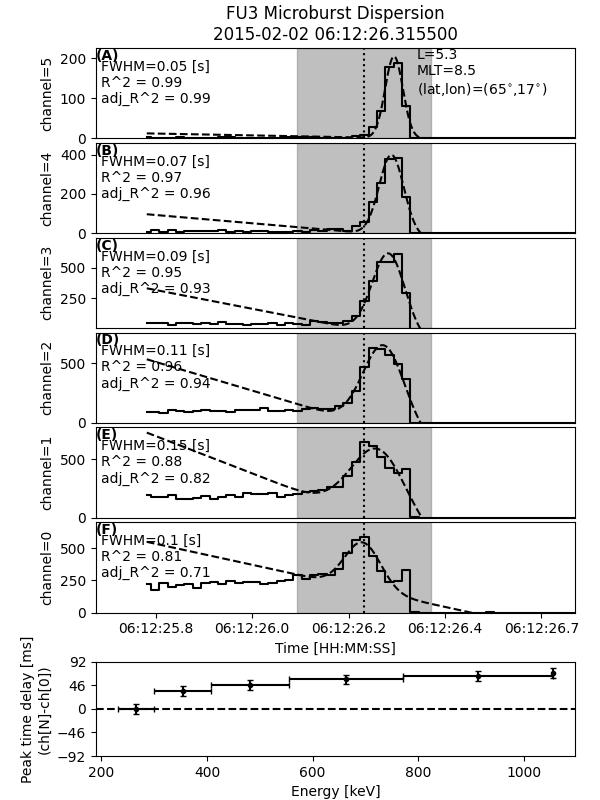 FU3 Microburst Dispersion
2015-02-02 06:12:26.315500
(A)
FWHM=0.05 [s]
R^2 = 0.99
adj_R^2 = 0.99
L=5.3
MLT=8.5
(lat,lon)=(65°,17°)
channel=5
200
100
0
(B)
FWHM=0.07 [s]
R^2 = 0.97
adj_R^2 = 0.96
channel=4
400
200
0
(C)
FWHM=0.09 [s]
R^2 = 0.95
adj_R^2 = 0.93
channel=3
500
250
(D)
FWHM=0.11 [s]
R^2 = 0.96
adj_R^2 = 0.94
channel=2
500
0
(E)
FWHM=0.15 [s]
R^2 = 0.88
adj_R^2 = 0.82
channel=1
500
0
(F)
FWHM=0.1 [s]
R^2 = 0.81
adj_R^2 = 0.71
channel=0
500
250
0
06:12:25.8 06:12:26.0 06:12:26.2 06:12:26.4 06:12:26.7
Time [HH:MM:SS]
Peak time delay [ms]
(ch[N]-ch[0])
92
46
0
−46
−92
200 400 600 800 1000
Energy [keV]